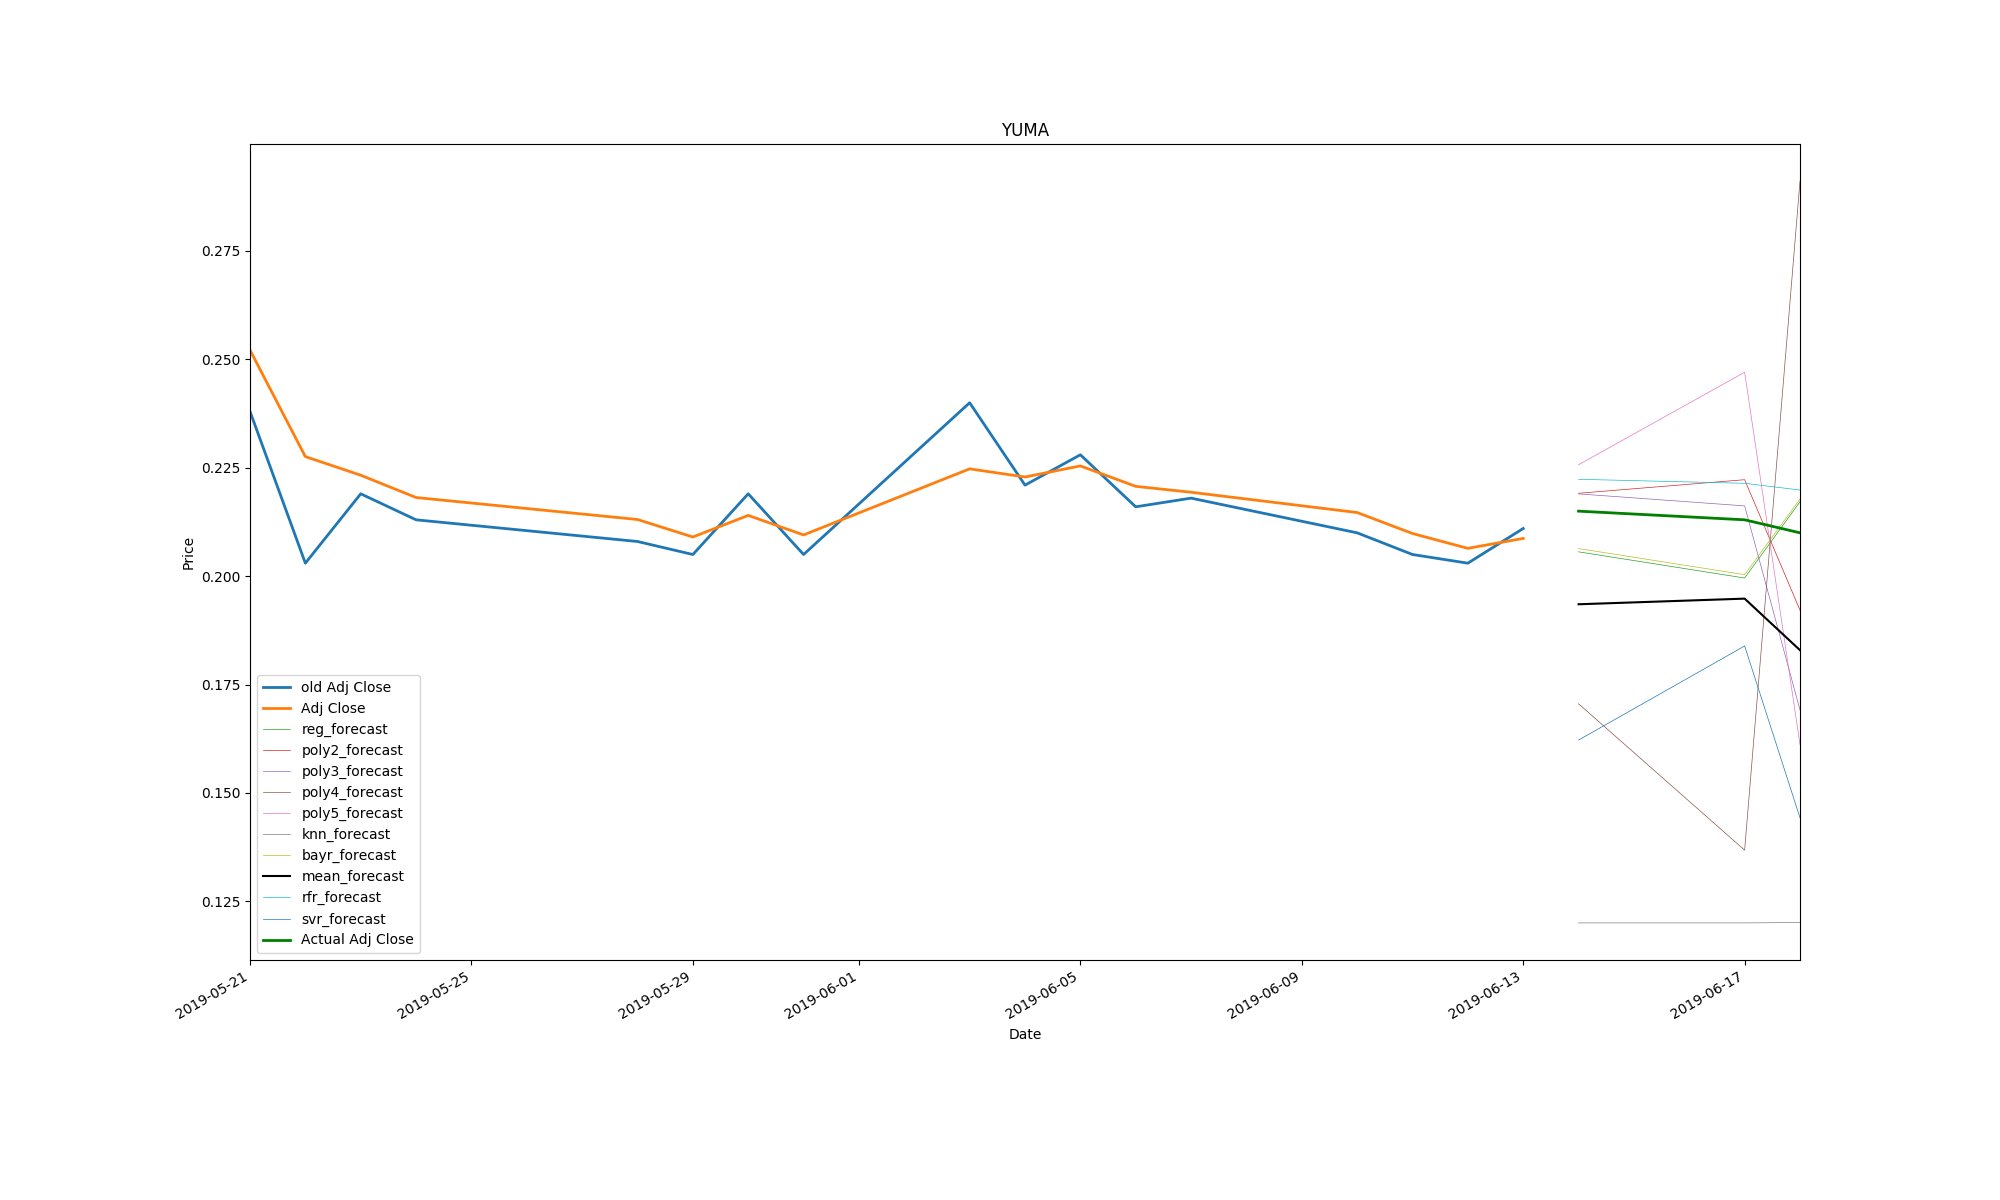 YUMA
0.275
0.250
0.225
0.200
0.175
0.150
0.125
Price
old Adj Close
Adj Close
reg_forecast
poly2_forecast
poly3_forecast
poly4_forecast
poly5_forecast
knn_forecast
bayr_forecast
mean_forecast
rfr_forecast
svr_forecast
Actual Adj Close
2019-05-21
2019-05-25
2019-05-29
2019-06-01
2019-06-05
2019-06-09
2019-06-13
2019-06-17
Date